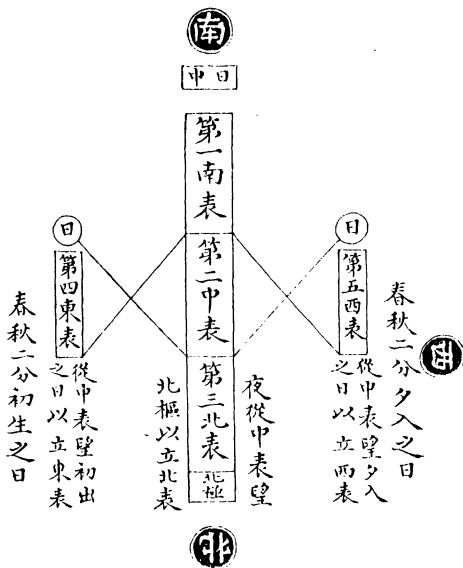 南
日中
第一南表
第二中表
第三北表
北極
北
日
第五西表
春秋二分夕入之日
從中表望夕入
之日以立西表
西
夜從中表望
北樞以立北表
日
第四東表
從中表望初出
之日以立東表
春秋二分初生之日